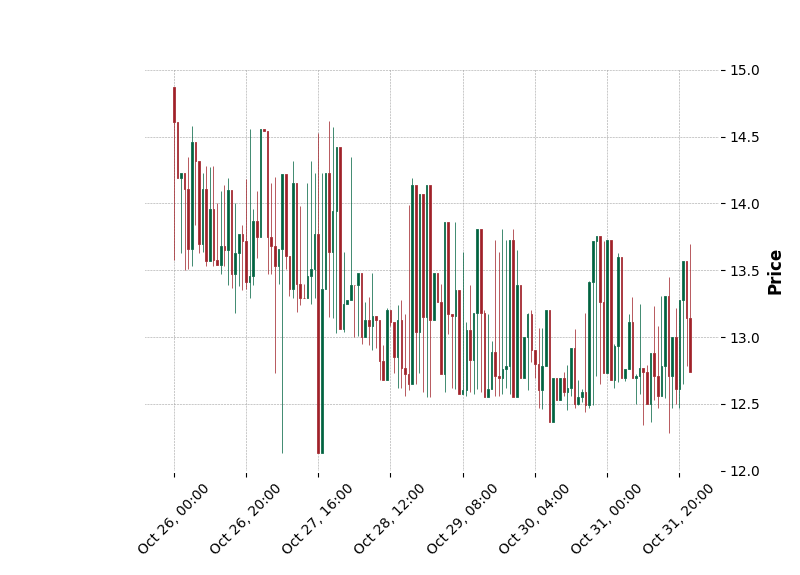 15.0
14.5
14.0
13.5
13.0
12.5
12.0
Price
Oct 26, 00:00
Oct 26, 20:00
Oct 27, 16:00
Oct 28, 12:00
Oct 29, 08:00
Oct 30, 04:00
Oct 31, 00:00
Oct 31, 20:00